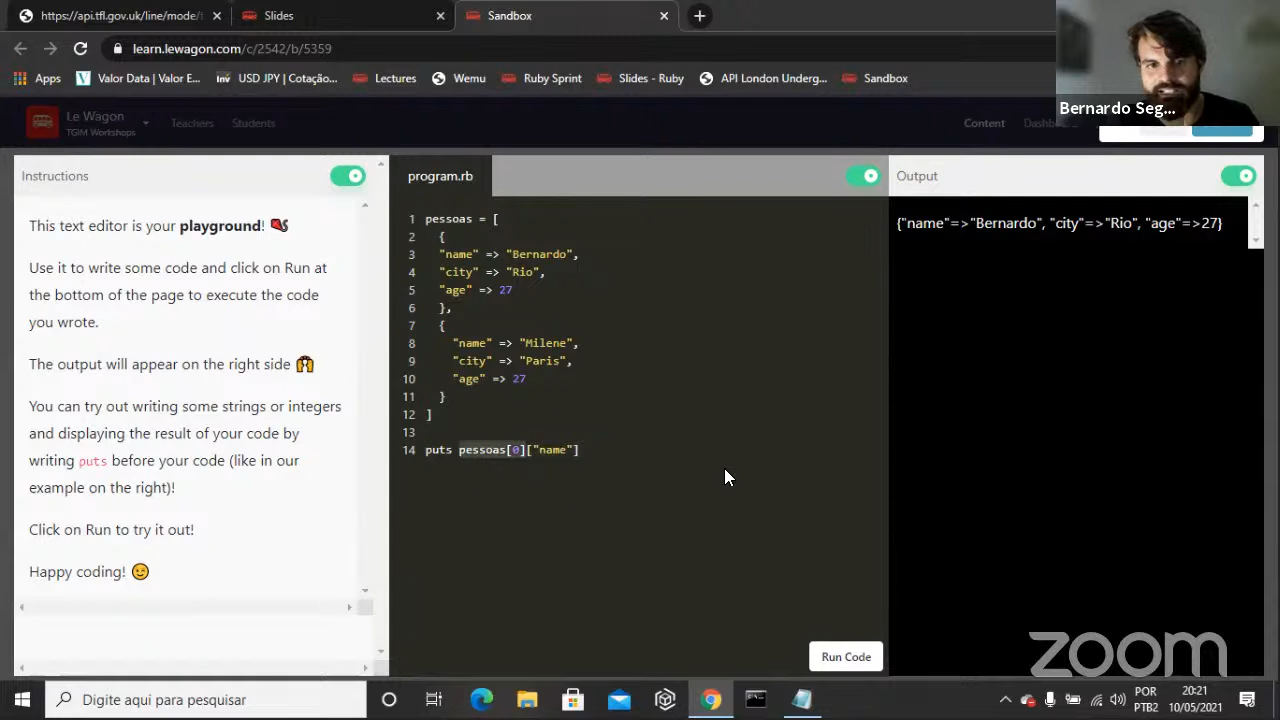 https://api.tfl.gov.uk/line/mode/t
Slides
Sandbox
learn.lewagon.com/c/2542/b/5359
Apps
Valor Data | Valor E...
USD JPY | Cotação...
Lectures
Wemu
Ruby Sprint
Slides - Ruby
API London Underg...
Sandbox
Bernardo Seg...
Le Wagon
TGIM Workshops
Teachers
Students
Content
Instructions
This text editor is your playground!
Use it to write some code and click on Run at
the bottom of the page to execute the code
you wrote.
The output will appear on the right side
You can try out writing some strings or integers
and displaying the result of your code by
writing puts before your code (like in our
example on the right)!
Click on Run to try it out!
Happy coding!
program.rb
1 pessoas = [
2 {
3 "name" => "Bernardo",
4 "city" => "Rio",
5 "age" => 27
6 },
7 {
8 "name" => "Milene",
9 "city" => "Paris",
10 "age" => 27
11 }
12 ]
13
14 puts pessoas[0]["name"]
Run Code
Output
{"name"=>"Bernardo", "city"=>"Rio", "age"=>27}
zoom
Digite aqui para pesquisar
POR
PTB2
20:21
10/05/2021